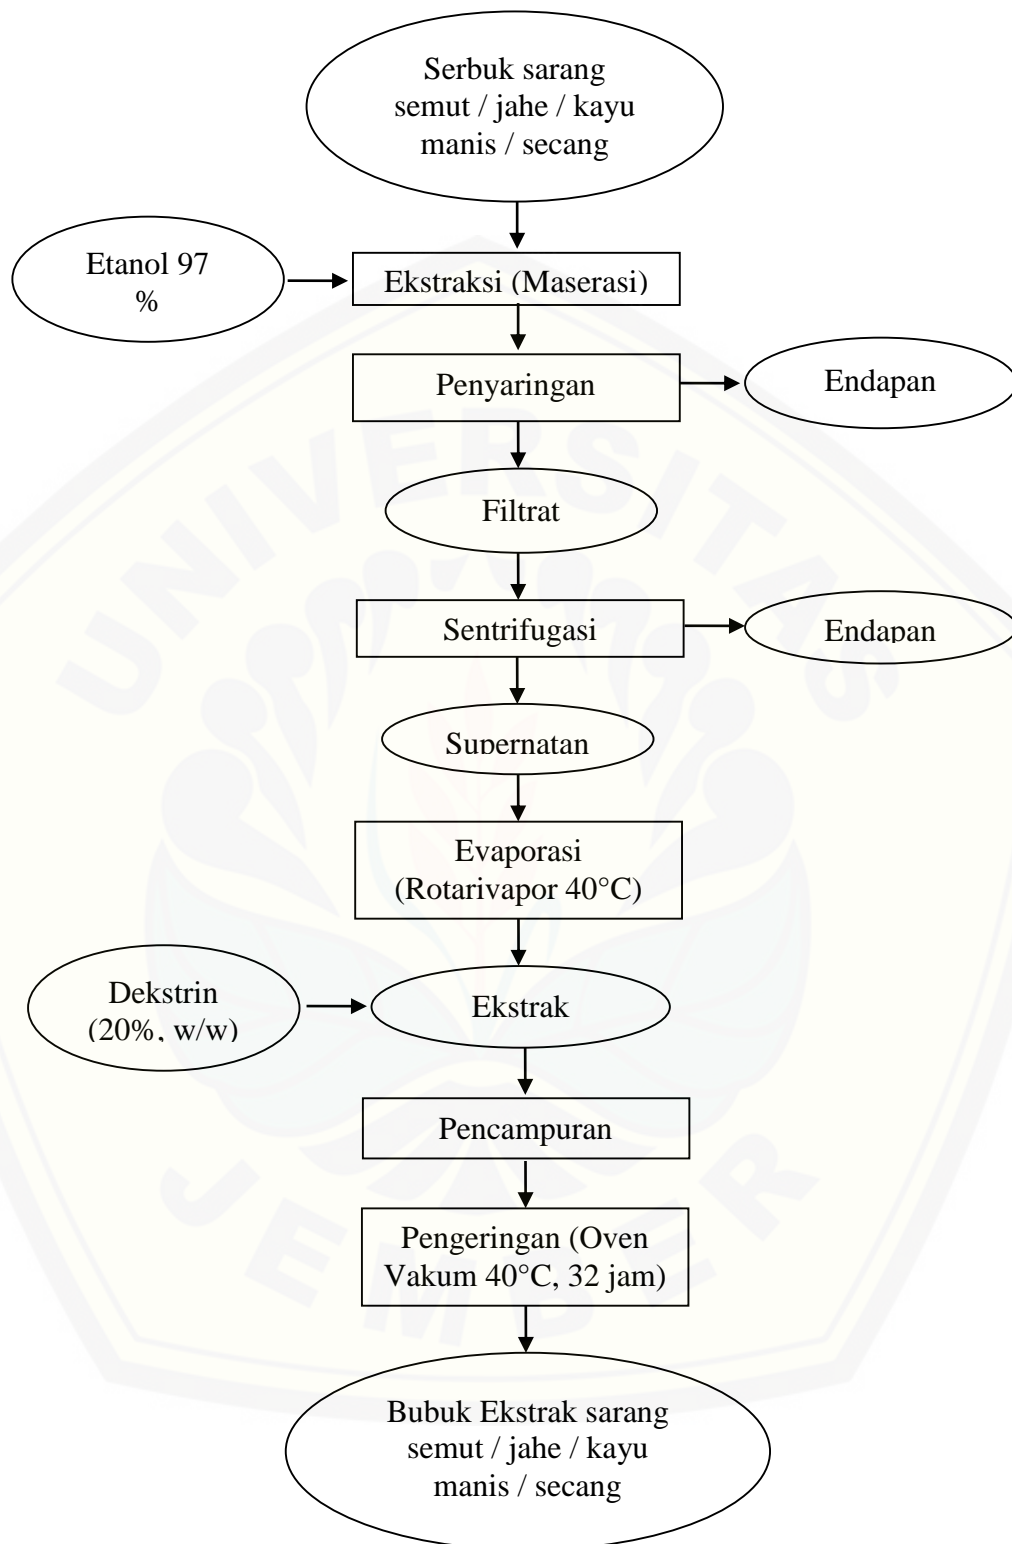 Serbuk sarang
semut / jahe / kayu
manis / secang
Etanol 97
%
Ekstraksi (Maserasi)
Penyaringan
Endapan
Filtrat
Sentrifugasi
Endapan
Supernatan
Evaporasi
(Rotarivapor 40°C)
Dekstrin
(20%, w/w)
Ekstrak
Pencampuran
Pengeringan (Oven
Vakum 40°C, 32 jam)
Bubuk Ekstrak sarang
semut / jahe / kayu
manis / secang
UNIVERSITAS
JEMBER